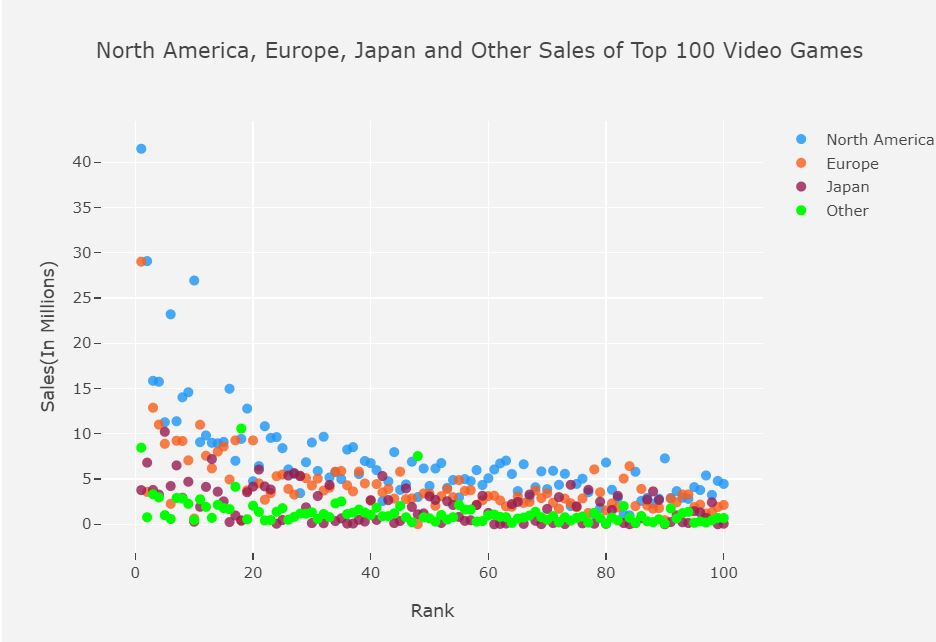 North America, Europe, Japan and Other Sales of Top 100 Video Games
North America
Europe
Japan
Other
Sales(In Millions)
40
35
30
25
20
15
10
5
0
0 20 40 60 80 100
Rank